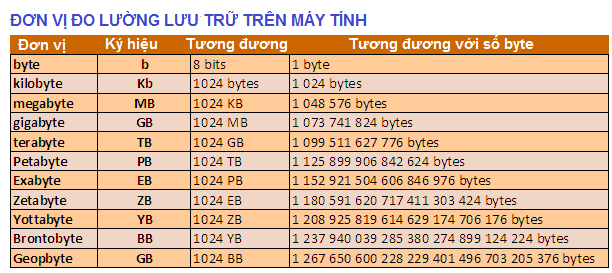 ĐƠN VỊ ĐO LƯỜNG LƯU TRỮ TRÊN MÁY TÍNH
Đơn vị Ký hiệu Tương đương Tương đương với số byte
byte b 8 bits 1 byte
kilobyte Kb 1024 bytes 1 024 bytes
megabyte MB 1024 KB 1 048 576 bytes
gigabyte GB 1024 MB 1 073 741 824 bytes
terabyte TB 1024 GB 1 099 511 627 776 bytes
Petabyte PB 1024 TB 1 125 899 906 842 624 bytes
Exabyte EB 1024 PB 1 152 921 504 606 846 976 bytes
Zetabyte ZB 1024 EB 1 180 591 620 717 411 303 424 bytes
Yottabyte YB 1024 ZB 1 208 925 819 614 629 174 706 176 bytes
Brontobyte BB 1024 YB 1 237 940 039 285 380 274 899 124 224 bytes
Geopbyte GB 1024 BB 1 267 650 600 228 229 401 496 703 205 376 bytes